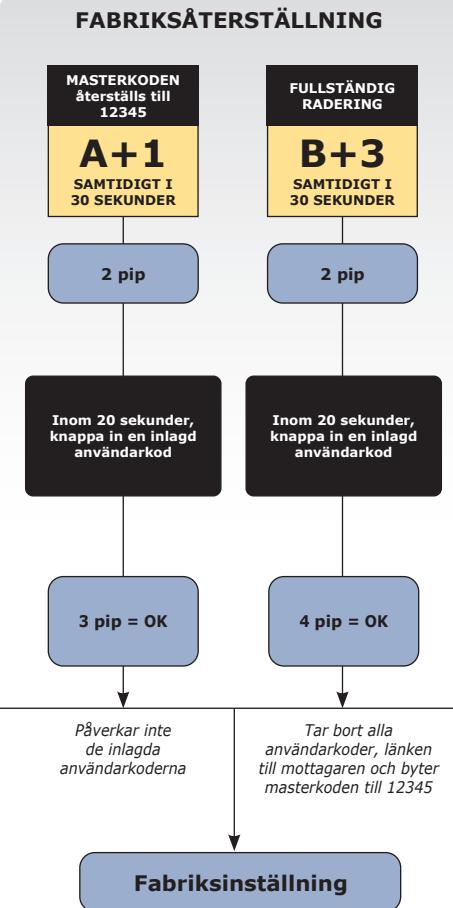 FABRIKSÅTERSTÄLLNING
MASTERKODEN
återställs till
12345
A+1
SAMTIDIGT I
30 SEKUNDER
2 pip
Inom 20 sekunder,
knappa in en inlagd
användarkod
3 pip = OK
Påverkar inte
de inlagda
användarkoderna
FULLSTÄNDIG
RADERING
B+3
SAMTIDIGT I
30 SEKUNDER
2 pip
Inom 20 sekunder,
knappa in en inlagd
användarkod
4 pip = OK
Tar bort alla
användarkoder, länken
till mottagaren och byter
masterkoden till 12345
Fabriksinställning